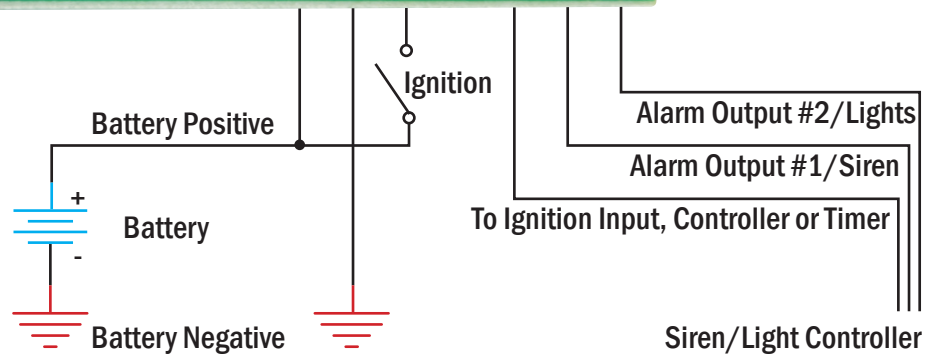 Ignition
Battery Positive
Alarm Output #2/Lights
Alarm Output #1/Siren
+
Battery
To Ignition Input, Controller or Timer
-
Battery Negative
Siren/Light Controller